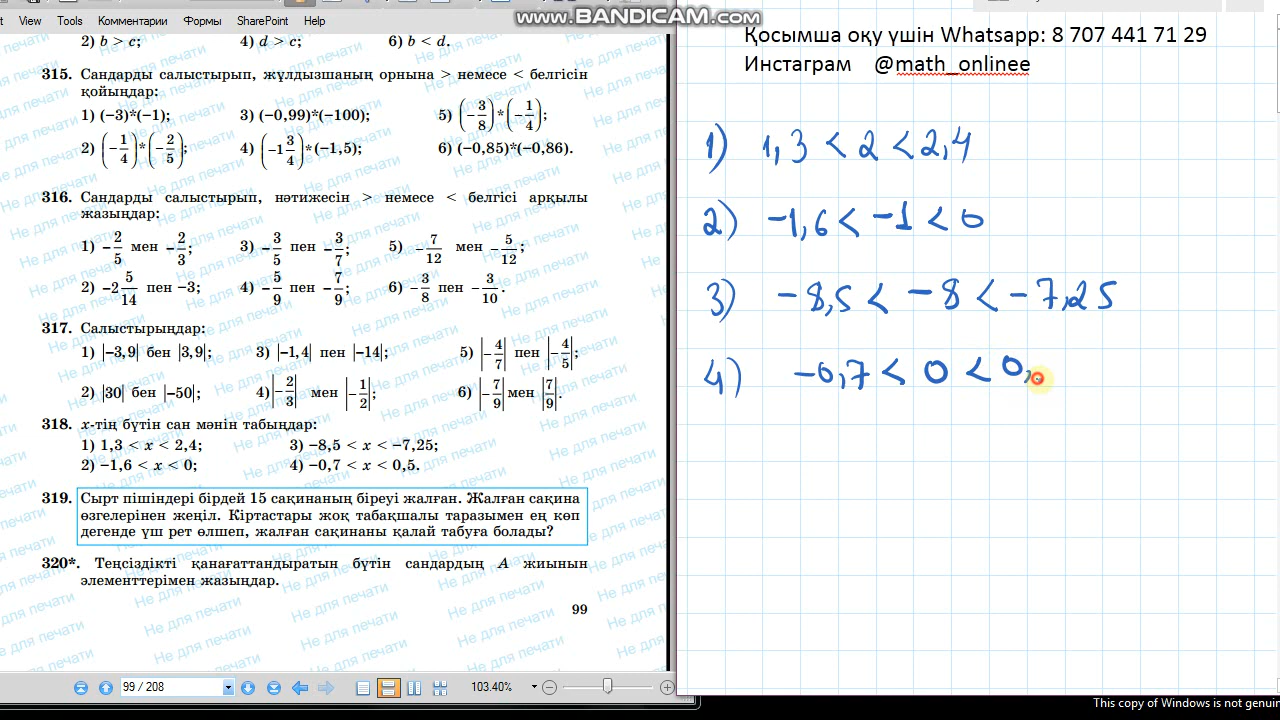 www.BANDICAM.com
View Tools Комментарии Формы SharePoint Help
2) b > c; 4) d > c; 6) b < d.
315. Сандарды салыстырып, жұлдызшаның орнына > немесе < белгісін
қойыңдар:
1) (−3)*(−1); 3) (−0,99)*(−100); 5) (−3/8)*(−1/4);
2) (−1/4)*(−2/5); 4) (−1 3/4)*(−1,5); 6) (−0,85)*(−0,86).
316. Сандарды салыстырып, нәтижесін > немесе < белгісі арқылы
жазыңдар:
1) −2/5 мен −2/3; 3) −3/5 пен −3/7; 5) −7/12 мен −5/12;
2) −2 5/14 пен −3; 4) −5/9 пен −7/9; 6) −3/8 пен −3/10.
317. Салыстырыңдар:
1) |−3,9| бен |3,9|; 3) |−1,4| пен |−14|; 5) |−4/7| пен |−4/5|;
2) |30| бен |−50|; 4) |−2/3| мен |−1/2|; 6) |−7/9| мен |7/9|.
318. x-тің бүтін сан мәнін табыңдар:
1) 1,3 < x < 2,4; 3) −8,5 < x < −7,25;
2) −1,6 < x < 0; 4) −0,7 < x < 0,5.
319. Сырт пішіндері бірдей 15 сақинаның біреуі жалған. Жалған сақина
өзгелерінен жеңіл. Кіртастары жоқ табақшалы таразымен ең көп
дегенде үш рет өлшеп, жалған сақинаны қалай табуға болады?
320*. Теңсіздікті қанағаттандыратын бүтін сандардың A жиынын
элементтерімен жазыңдар.
99
Не для печати
99 / 208 103.40%
Қосымша оқу үшін Whatsapp: 8 707 441 71 29
Инстаграм @math_onlinee
1) 1,3 < 2 < 2,4
2) −1,6 < −1 < 0
3) −8,5 < −8 < −7,25
4) −0,7 < 0 < 0,
This copy of Windows is not genuin